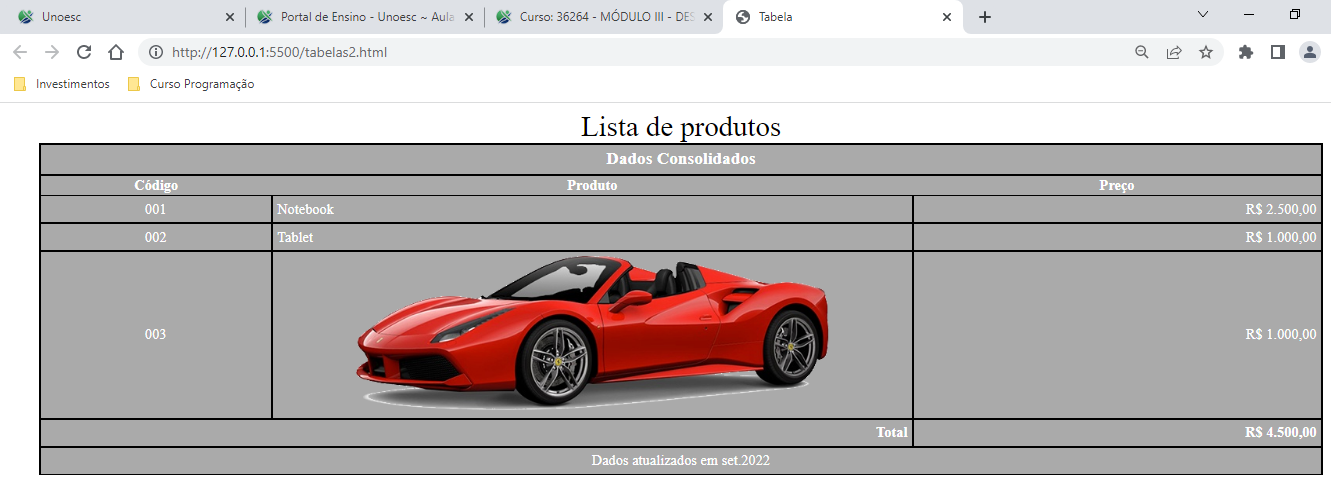 Unoesc
Portal de Ensino - Unoesc ~ Aula
Curso: 36264 - MÓDULO III - DES
Tabela
http://127.0.0.1:5500/tabelas2.html
Investimentos
Curso Programação
Lista de produtos
Dados Consolidados
Código Produto Preço
001 Notebook R$ 2.500,00
002 Tablet R$ 1.000,00
003 R$ 1.000,00
Total R$ 4.500,00
Dados atualizados em set.2022